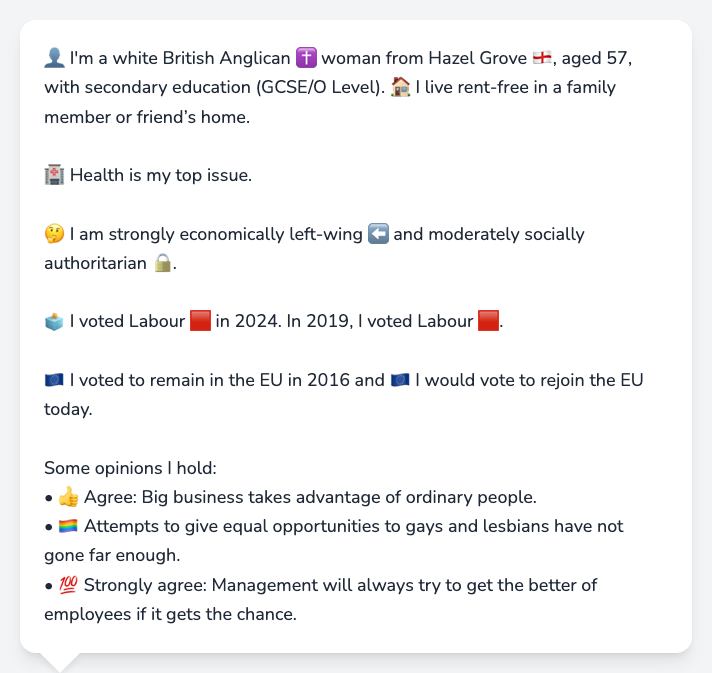 👤 I'm a white British Anglican ✝️ woman from Hazel Grove 🏴󠁧󠁢󠁥󠁮󠁧󠁿, aged 57,
with secondary education (GCSE/O Level). 🏠 I live rent-free in a family
member or friend’s home.
🏥 Health is my top issue.
🤔 I am strongly economically left-wing ⬅️ and moderately socially
authoritarian 🔒.
🗳️ I voted Labour 🟥 in 2024. In 2019, I voted Labour 🟥.
🇪🇺 I voted to remain in the EU in 2016 and 🇪🇺 I would vote to rejoin the EU
today.
Some opinions I hold:
• 👍 Agree: Big business takes advantage of ordinary people.
• 🏳️‍🌈 Attempts to give equal opportunities to gays and lesbians have not
gone far enough.
• 💯 Strongly agree: Management will always try to get the better of
employees if it gets the chance.